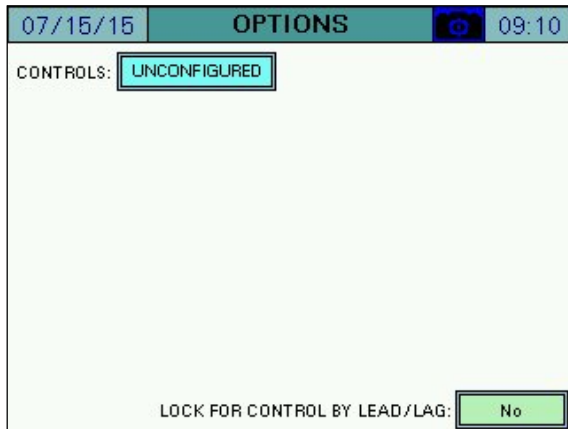 07/15/15 OPTIONS 09:10
CONTROLS: UNCONFIGURED
LOCK FOR CONTROL BY LEAD/LAG: No